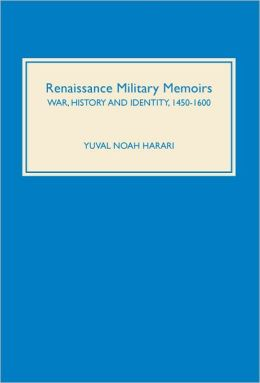 Renaissance Military Memoirs
WAR, HISTORY AND IDENTITY, 1450-1600
YUVAL NOAH HARARI